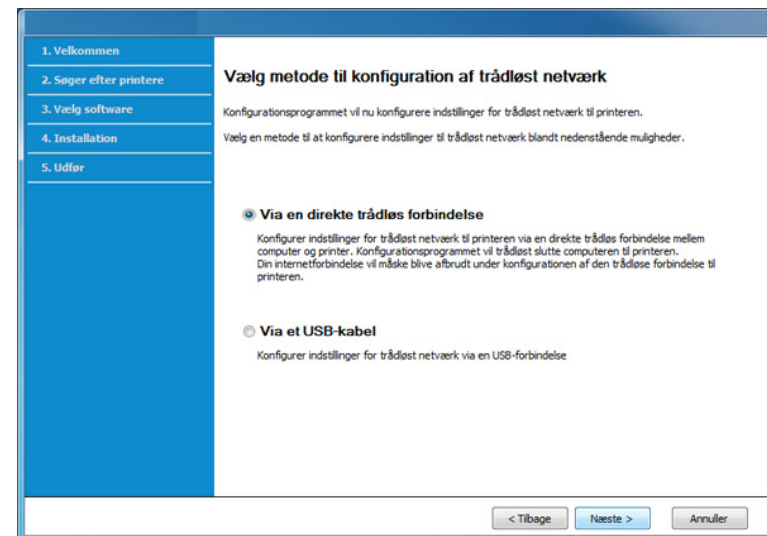 1. Velkommen
2. Søger efter printere
3. Vælg software
4. Installation
5. Udfør
Vælg metode til konfiguration af trådløst netværk
Konfigurationsprogrammet vil nu konfigurere indstillinger for trådløst netværk til printeren.
Vælg en metode til at konfigurere indstillinger til trådløst netværk blandt nedenstående muligheder.
Via en direkte trådløs forbindelse
Konfigurer indstillinger for trådløst netværk til printeren via en direkte trådløs forbindelse mellem
computer og printer. Konfigurationsprogrammet vil trådløst slutte computeren til printeren.
Din internetforbindelse vil måske blive afbrudt under konfigurationen af den trådløse forbindelse til
printeren.
Via et USB-kabel
Konfigurer indstillinger for trådløst netværk via en USB-forbindelse
< Tilbage
Næste >
Annuller